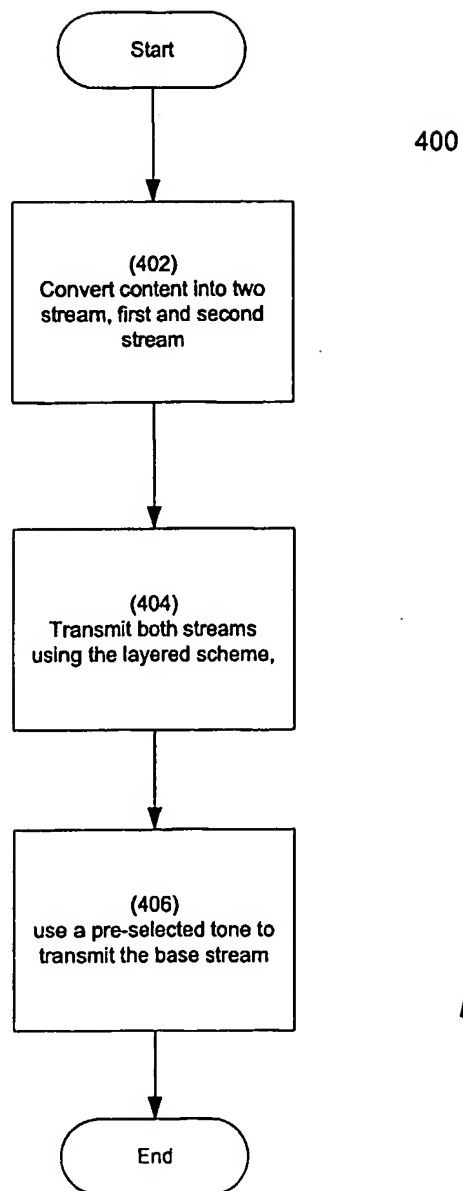 Start
400
(402)
Convert content into two
stream, first and second
stream
(404)
Transmit both streams
using the layered scheme,
(406)
use a pre-selected tone to
transmit the base stream
End